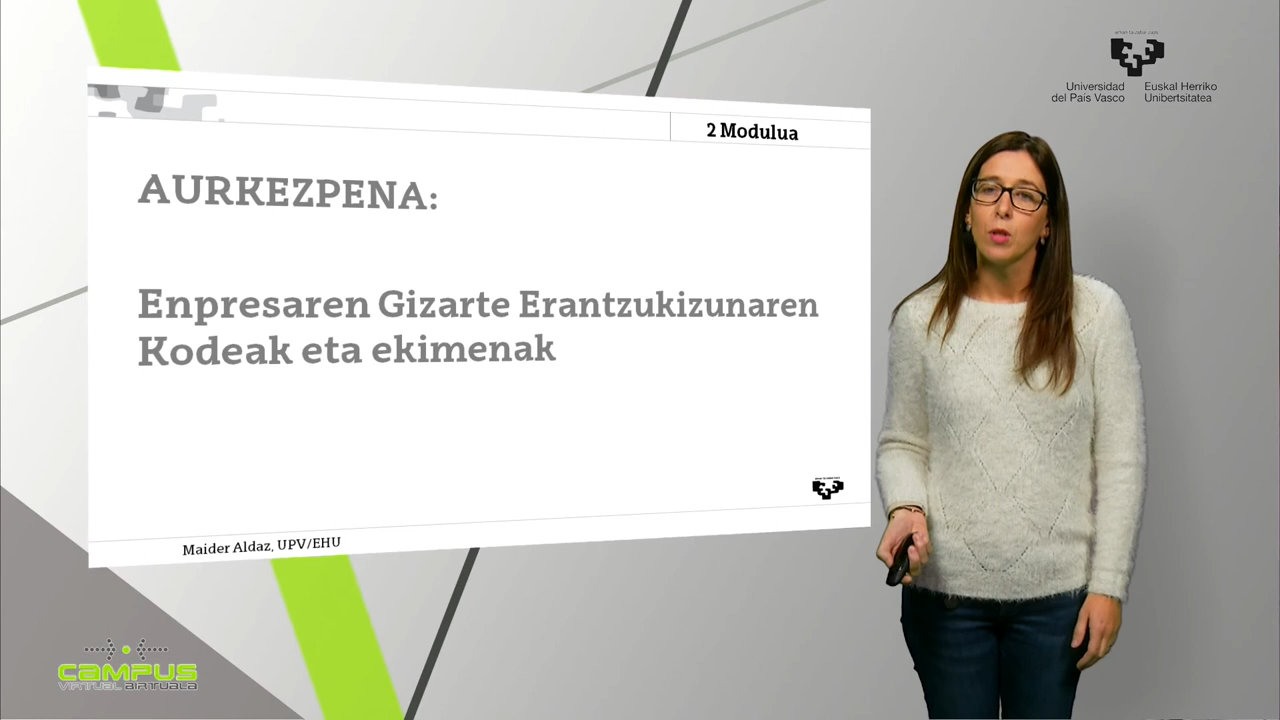 2 Modulua
AURKEZPENA:
Enpresaren Gizarte Erantzukizunaren
Kodeak eta ekimenak
Maider Aldaz, UPV/EHU
Universidad
del País Vasco
Euskal Herriko
Unibertsitatea
CAMPUS
VIRTUAL BIRTUALA